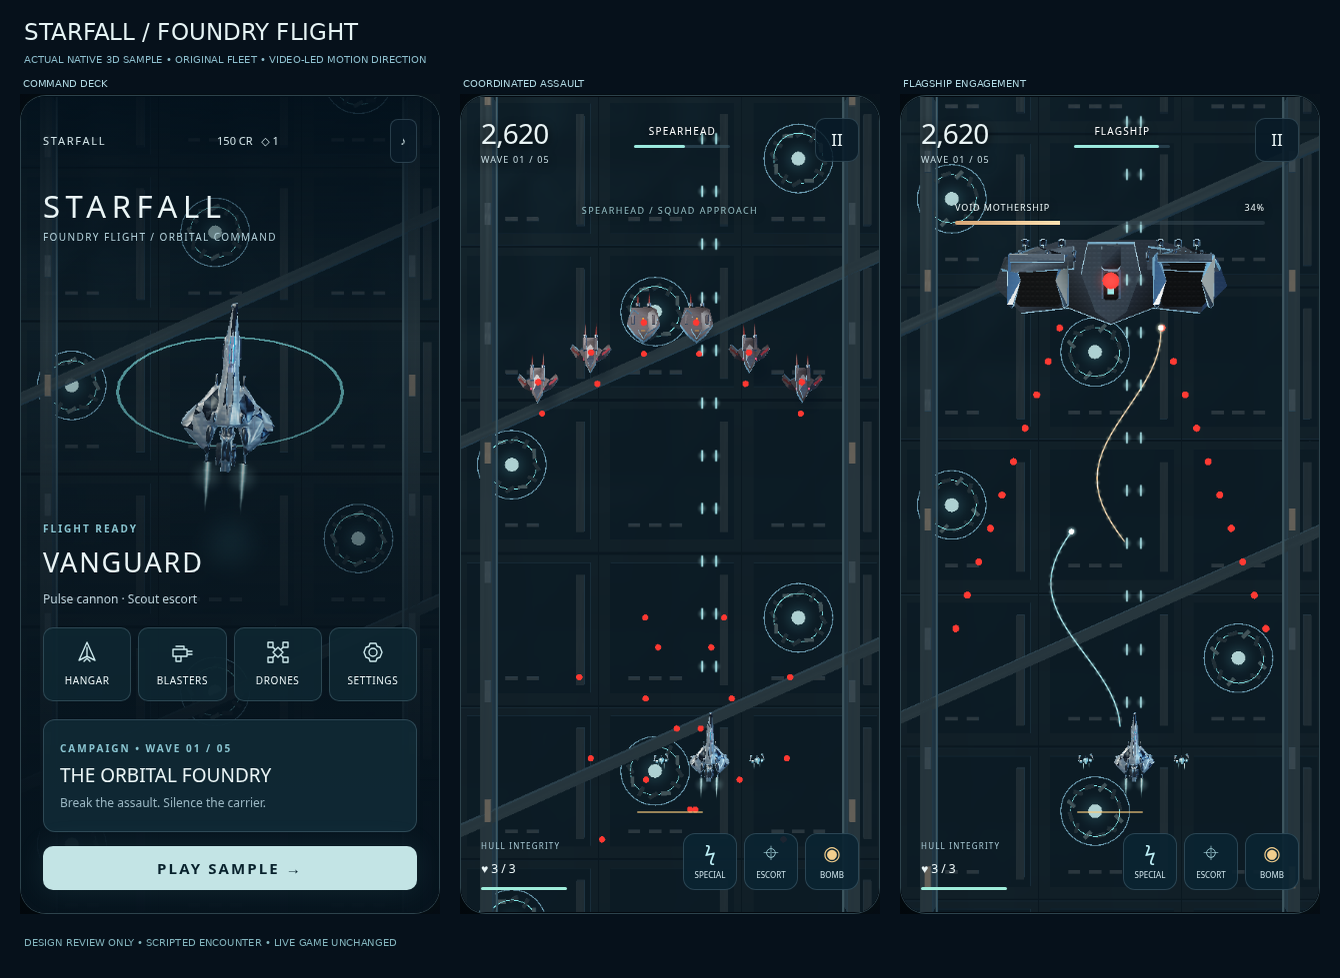 STARFALL / FOUNDRY FLIGHT
ACTUAL NATIVE 3D SAMPLE • ORIGINAL FLEET • VIDEO-LED MOTION DIRECTION
COMMAND DECK
STARFALL
150 CR ◇ 1
♪
STARFALL
FOUNDRY FLIGHT / ORBITAL COMMAND
FLIGHT READY
VANGUARD
Pulse cannon · Scout escort
HANGAR
BLASTERS
DRONES
SETTINGS
CAMPAIGN • WAVE 01 / 05
THE ORBITAL FOUNDRY
Break the assault. Silence the carrier.
PLAY SAMPLE →
COORDINATED ASSAULT
2,620
WAVE 01 / 05
SPEARHEAD
II
SPEARHEAD / SQUAD APPROACH
HULL INTEGRITY
♥ 3 / 3
SPECIAL
ESCORT
BOMB
FLAGSHIP ENGAGEMENT
2,620
WAVE 01 / 05
FLAGSHIP
II
VOID MOTHERSHIP
34%
HULL INTEGRITY
♥ 3 / 3
SPECIAL
ESCORT
BOMB
DESIGN REVIEW ONLY • SCRIPTED ENCOUNTER • LIVE GAME UNCHANGED